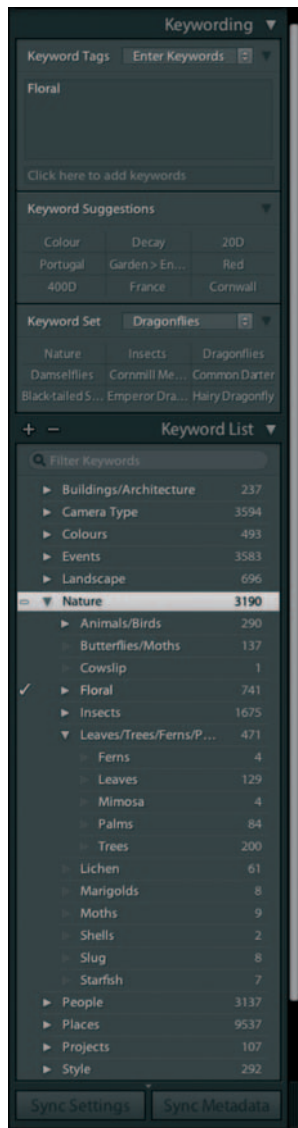 Keywording
Keyword Tags Enter Keywords
Floral
Click here to add keywords
Keyword Suggestions
Colour Decay 20D
Portugal Garden > En... Red
400D France Cornwall
Keyword Set Dragonflies
Nature Insects Dragonflies
Damselflies Cornmill Me... Common Darter
Black-tailed S... Emperor Dra... Hairy Dragonfly
+ − Keyword List
Filter Keywords
Buildings/Architecture 237
Camera Type 3594
Colours 493
Events 3583
Landscape 696
Nature 3190
Animals/Birds 290
Butterflies/Moths 137
Cowslip 1
Floral 741
Insects 1675
Leaves/Trees/Ferns/P... 471
Ferns 4
Leaves 129
Mimosa 4
Palms 84
Trees 200
Lichen 61
Marigolds 8
Moths 9
Shells 2
Slug 8
Starfish 7
People 3137
Places 9537
Projects 107
Style 292
Sync Settings Sync Metadata